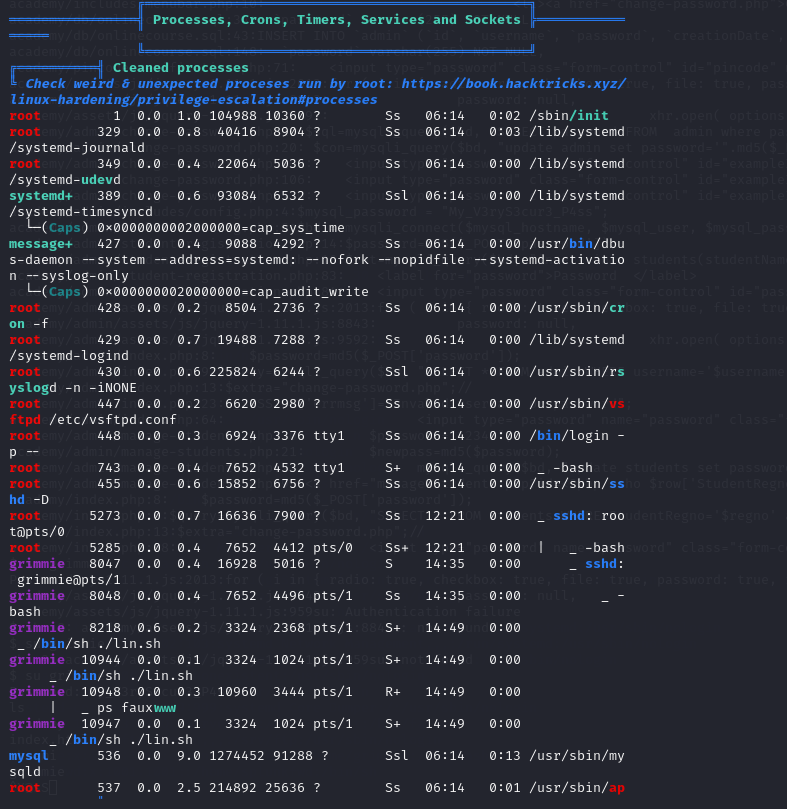 ╔════════════════════════════════════════════════╗
════════════════╣ Processes, Crons, Timers, Services and Sockets ╠════════════════
╚════════════════════════════════════════════════╝
╔══════════╣ Cleaned processes
╚ Check weird & unexpected proceses run by root: https://book.hacktricks.xyz/
linux-hardening/privilege-escalation#processes
root         1  0.0  1.0 104988 10360 ?        Ss   06:14   0:02 /sbin/init
root       329  0.0  0.8  40416  8904 ?        Ss   06:14   0:03 /lib/systemd
/systemd-journald
root       349  0.0  0.4  22064  5036 ?        Ss   06:14   0:00 /lib/systemd
/systemd-udevd
systemd+   389  0.0  0.6  93084  6532 ?        Ssl  06:14   0:00 /lib/systemd
/systemd-timesyncd
  └─(Caps) 0×0000000002000000=cap_sys_time
message+   427  0.0  0.4   9088  4292 ?        Ss   06:14   0:00 /usr/bin/dbu
s-daemon --system --address=systemd: --nofork --nopidfile --systemd-activatio
n --syslog-only
  └─(Caps) 0×0000000020000000=cap_audit_write
root       428  0.0  0.2   8504  2736 ?        Ss   06:14   0:00 /usr/sbin/cr
on -f
root       429  0.0  0.7  19488  7288 ?        Ss   06:14   0:00 /lib/systemd
/systemd-logind
root       430  0.0  0.6 225824  6244 ?        Ssl  06:14   0:00 /usr/sbin/rs
yslogd -n -iNONE
root       447  0.0  0.2   6620  2980 ?        Ss   06:14   0:00 /usr/sbin/vs
ftpd /etc/vsftpd.conf
root       448  0.0  0.3   6924  3376 tty1     Ss   06:14   0:00 /bin/login -
p --
root       743  0.0  0.4   7652  4532 tty1     S+   06:14   0:00  _ -bash
root       455  0.0  0.6  15852  6756 ?        Ss   06:14   0:00 /usr/sbin/ss
hd -D
root      5273  0.0  0.7  16636  7900 ?        Ss   12:21   0:00  _ sshd: roo
t@pts/0
root      5285  0.0  0.4   7652  4412 pts/0    Ss+  12:21   0:00  |   _ -bash
grimmie   8047  0.0  0.4  16928  5016 ?        S    14:35   0:00      _ sshd:
 grimmie@pts/1
grimmie   8048  0.0  0.4   7652  4496 pts/1    Ss   14:35   0:00          _ -
bash
grimmie   8218  0.6  0.2   3324  2368 pts/1    S+   14:49   0:00
 _ /bin/sh ./lin.sh
grimmie  10944  0.0  0.1   3324  1024 pts/1    S+   14:49   0:00
     _ /bin/sh ./lin.sh
grimmie  10948  0.0  0.3  10960  3444 pts/1    R+   14:49   0:00
     |   _ ps fauxwww
grimmie  10947  0.0  0.1   3324  1024 pts/1    S+   14:49   0:00
     _ /bin/sh ./lin.sh
mysql      536  0.0  9.0 1274452 91288 ?       Ssl  06:14   0:13 /usr/sbin/my
sqld
root       537  0.0  2.5 214892 25636 ?        Ss   06:14   0:01 /usr/sbin/ap